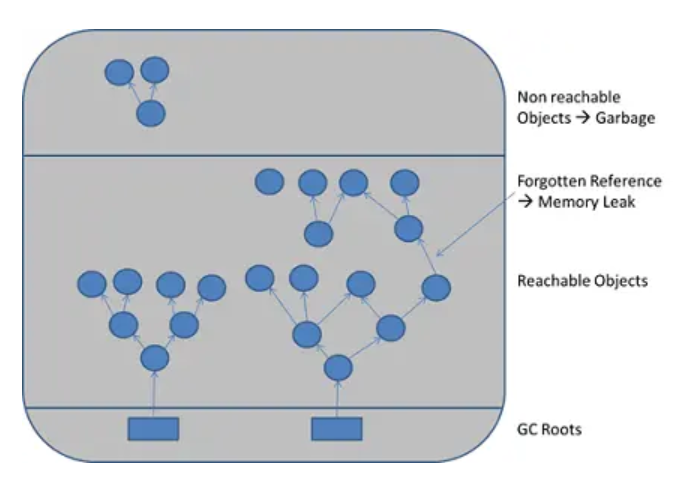 Non reachable
Objects → Garbage
Forgotten Reference
→ Memory Leak
Reachable Objects
GC Roots